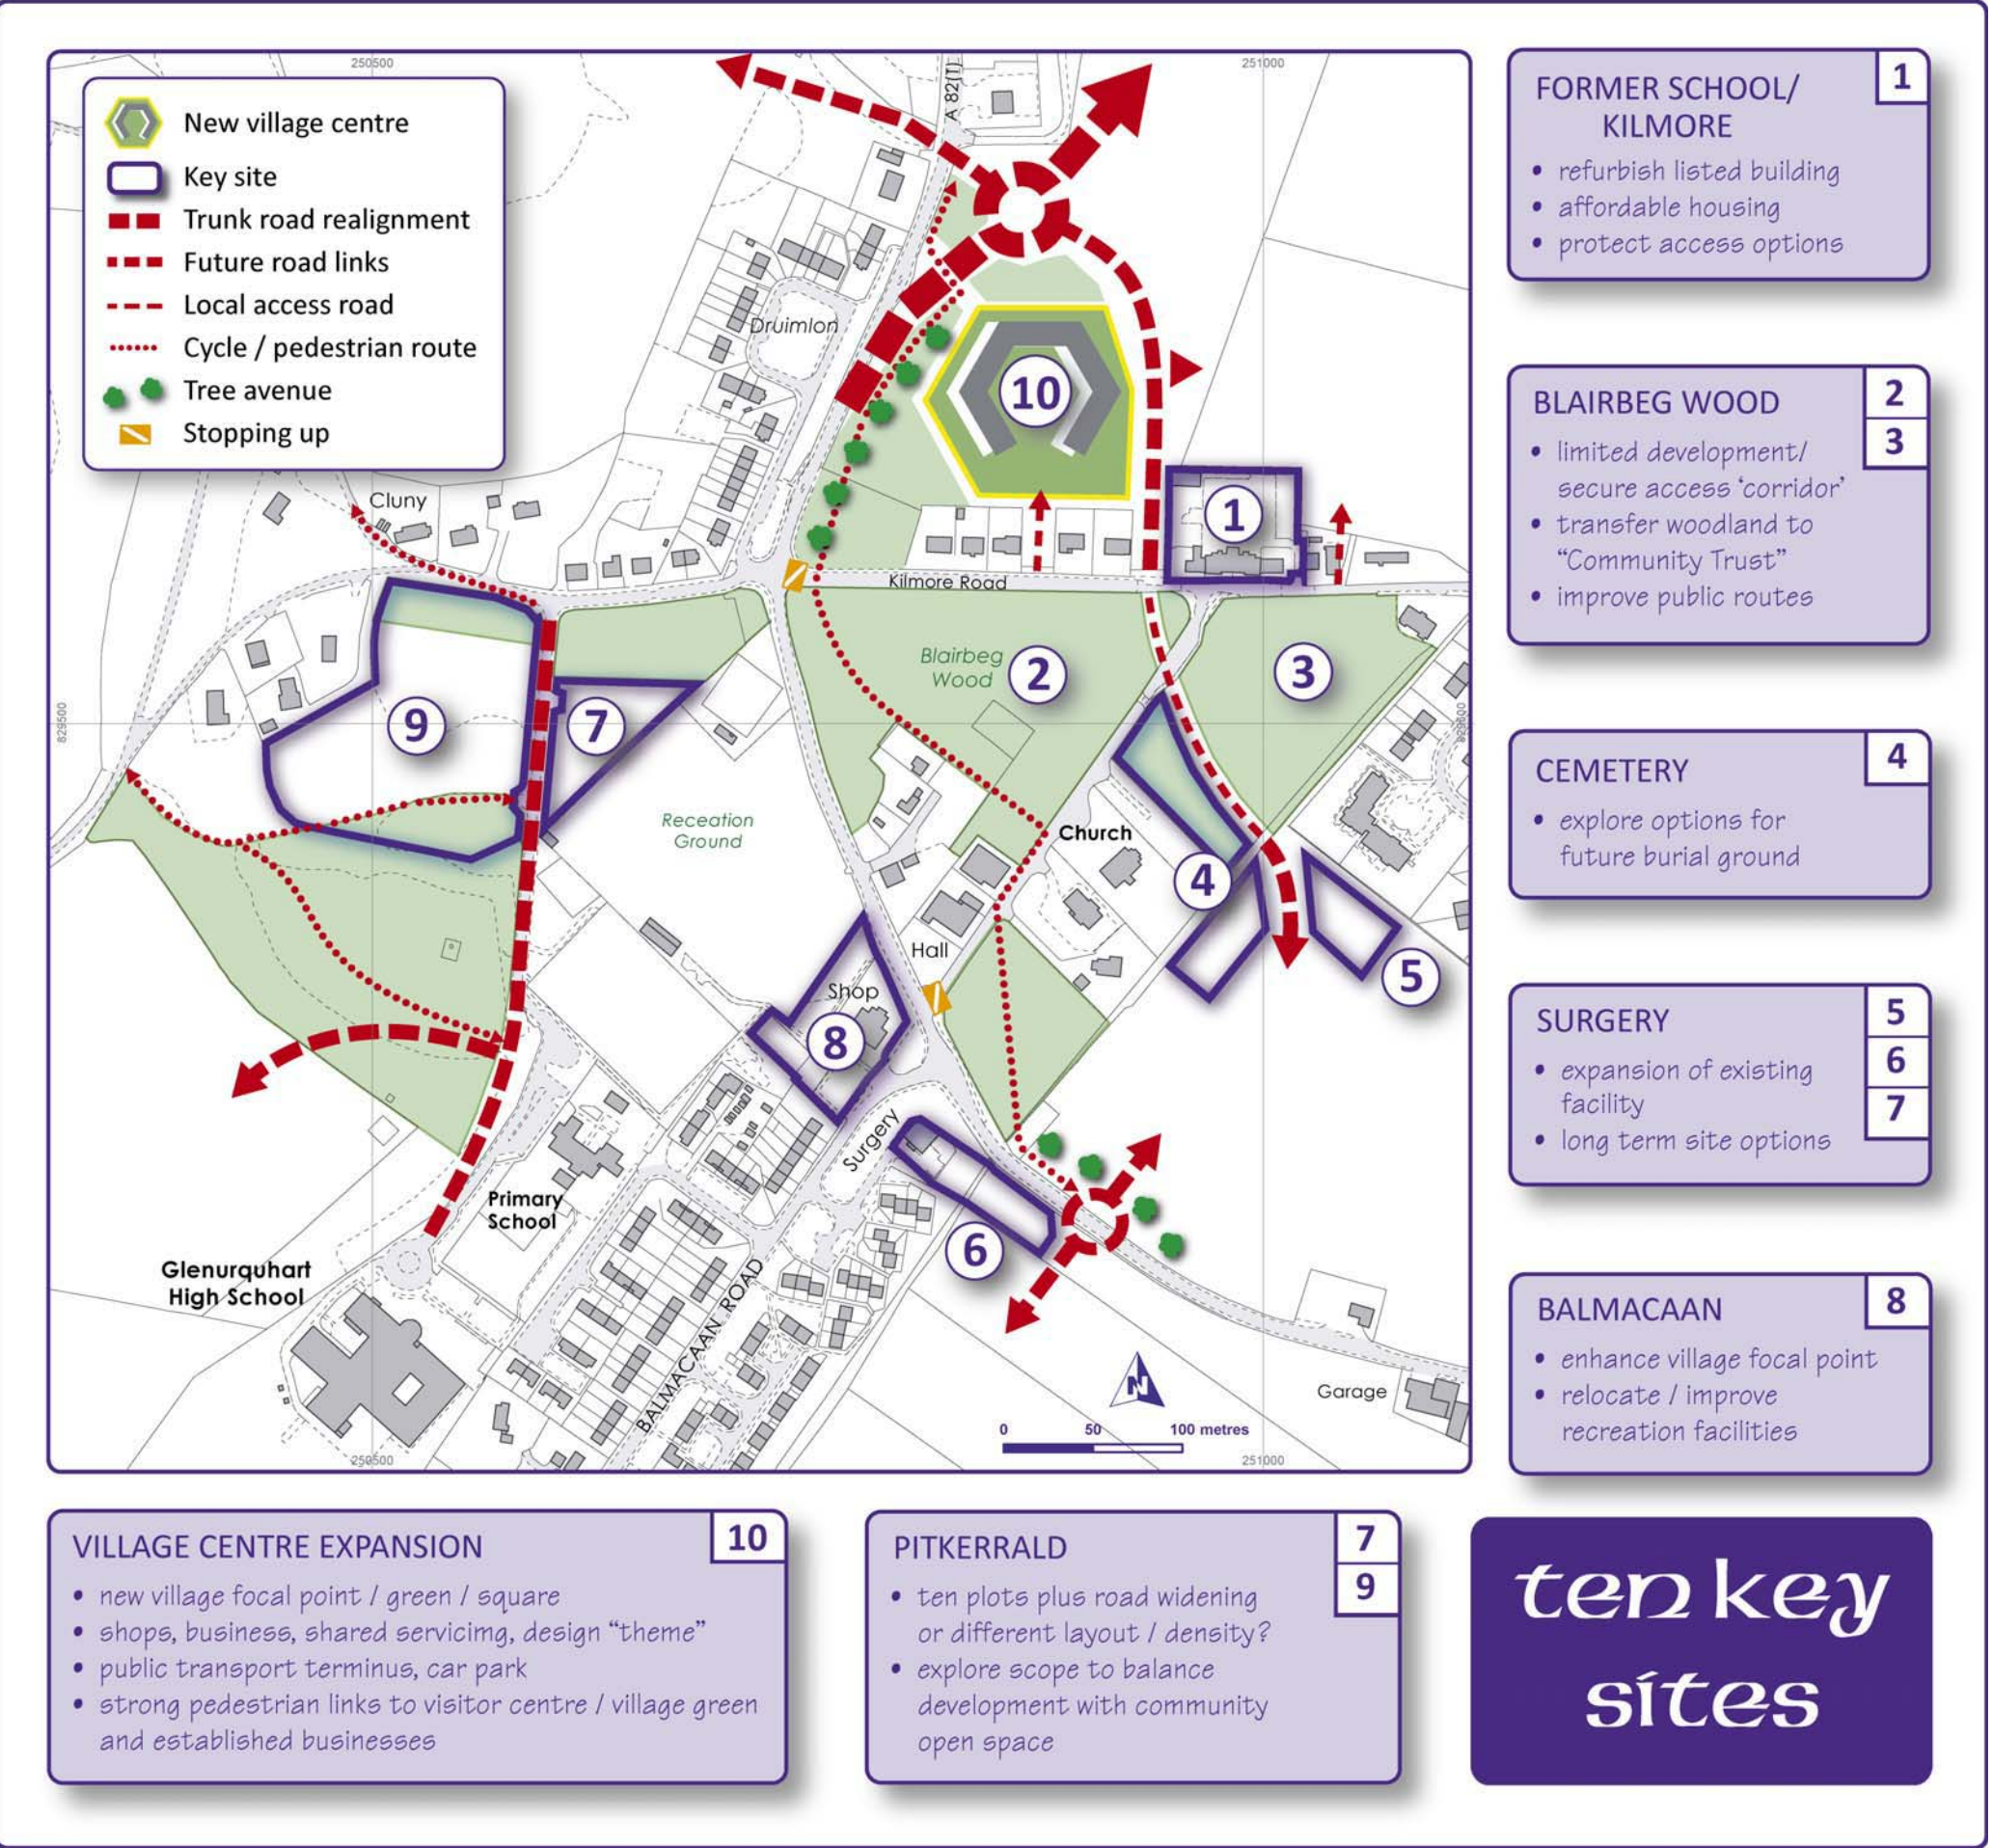 New village centre
Key site
Trunk road realignment
Future road links
Local access road
Cycle / pedestrian route
Tree avenue
Stopping up
250500
A 82(T)
251000
Druimlon
10
Cluny
1
Kilmore Road
Blairbeg
Wood
2
3
829500
9
7
829500
Receation
Ground
Church
4
Hall
5
Shop
8
Surgery
Primary
School
6
Glenurquhart
High School
BALMACAAN ROAD
N
Garage
0 50 100 metres
250500
251000
FORMER SCHOOL/
KILMORE
1
• refurbish listed building
• affordable housing
• protect access options
BLAIRBEG WOOD
2
3
• limited development/
secure access ‘corridor’
• transfer woodland to
“Community Trust”
• improve public routes
CEMETERY
4
• explore options for
future burial ground
SURGERY
5
6
7
• expansion of existing
facility
• long term site options
BALMACAAN
8
• enhance village focal point
• relocate / improve
recreation facilities
VILLAGE CENTRE EXPANSION
10
• new village focal point / green / square
• shops, business, shared servicimg, design “theme”
• public transport terminus, car park
• strong pedestrian links to visitor centre / village green
and established businesses
PITKERRALD
7
9
• ten plots plus road widening
or different layout / density?
• explore scope to balance
development with community
open space
ten key
sites